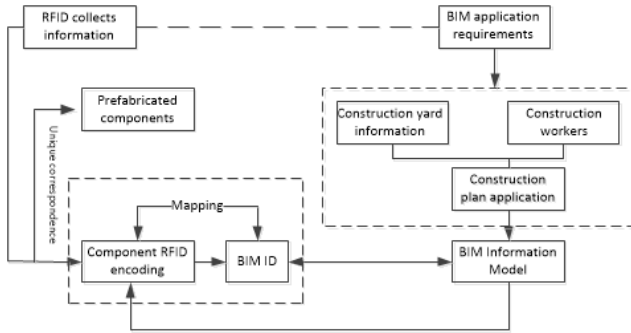 RFID collects
information
BIM application
requirements
Prefabricated
components
Construction yard
information
Construction
workers
Unique correspondence
Construction
plan application
Mapping
Component RFID
encoding
BIM ID
BIM Information
Model